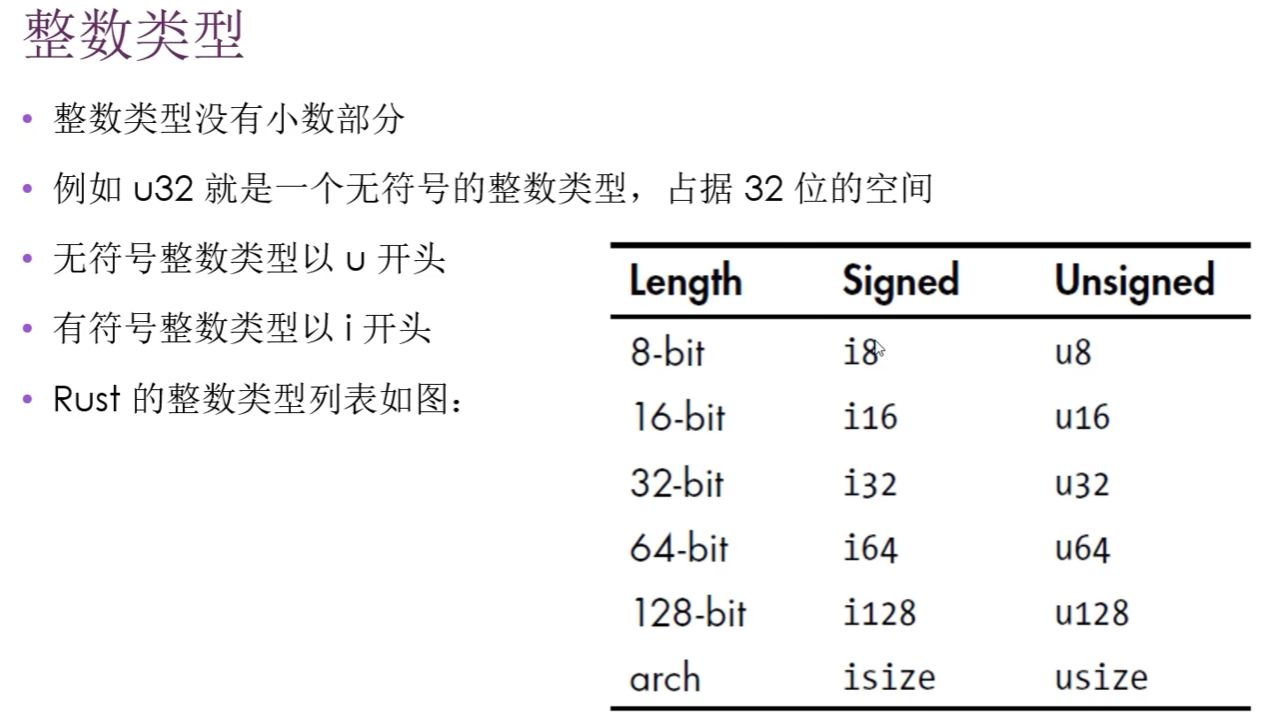 整数类型
• 整数类型没有小数部分
• 例如 u32 就是一个无符号的整数类型，占据 32 位的空间
• 无符号整数类型以 u 开头
• 有符号整数类型以 i 开头
• Rust 的整数类型列表如图：
Length Signed Unsigned
8-bit i8 u8
16-bit i16 u16
32-bit i32 u32
64-bit i64 u64
128-bit i128 u128
arch isize usize